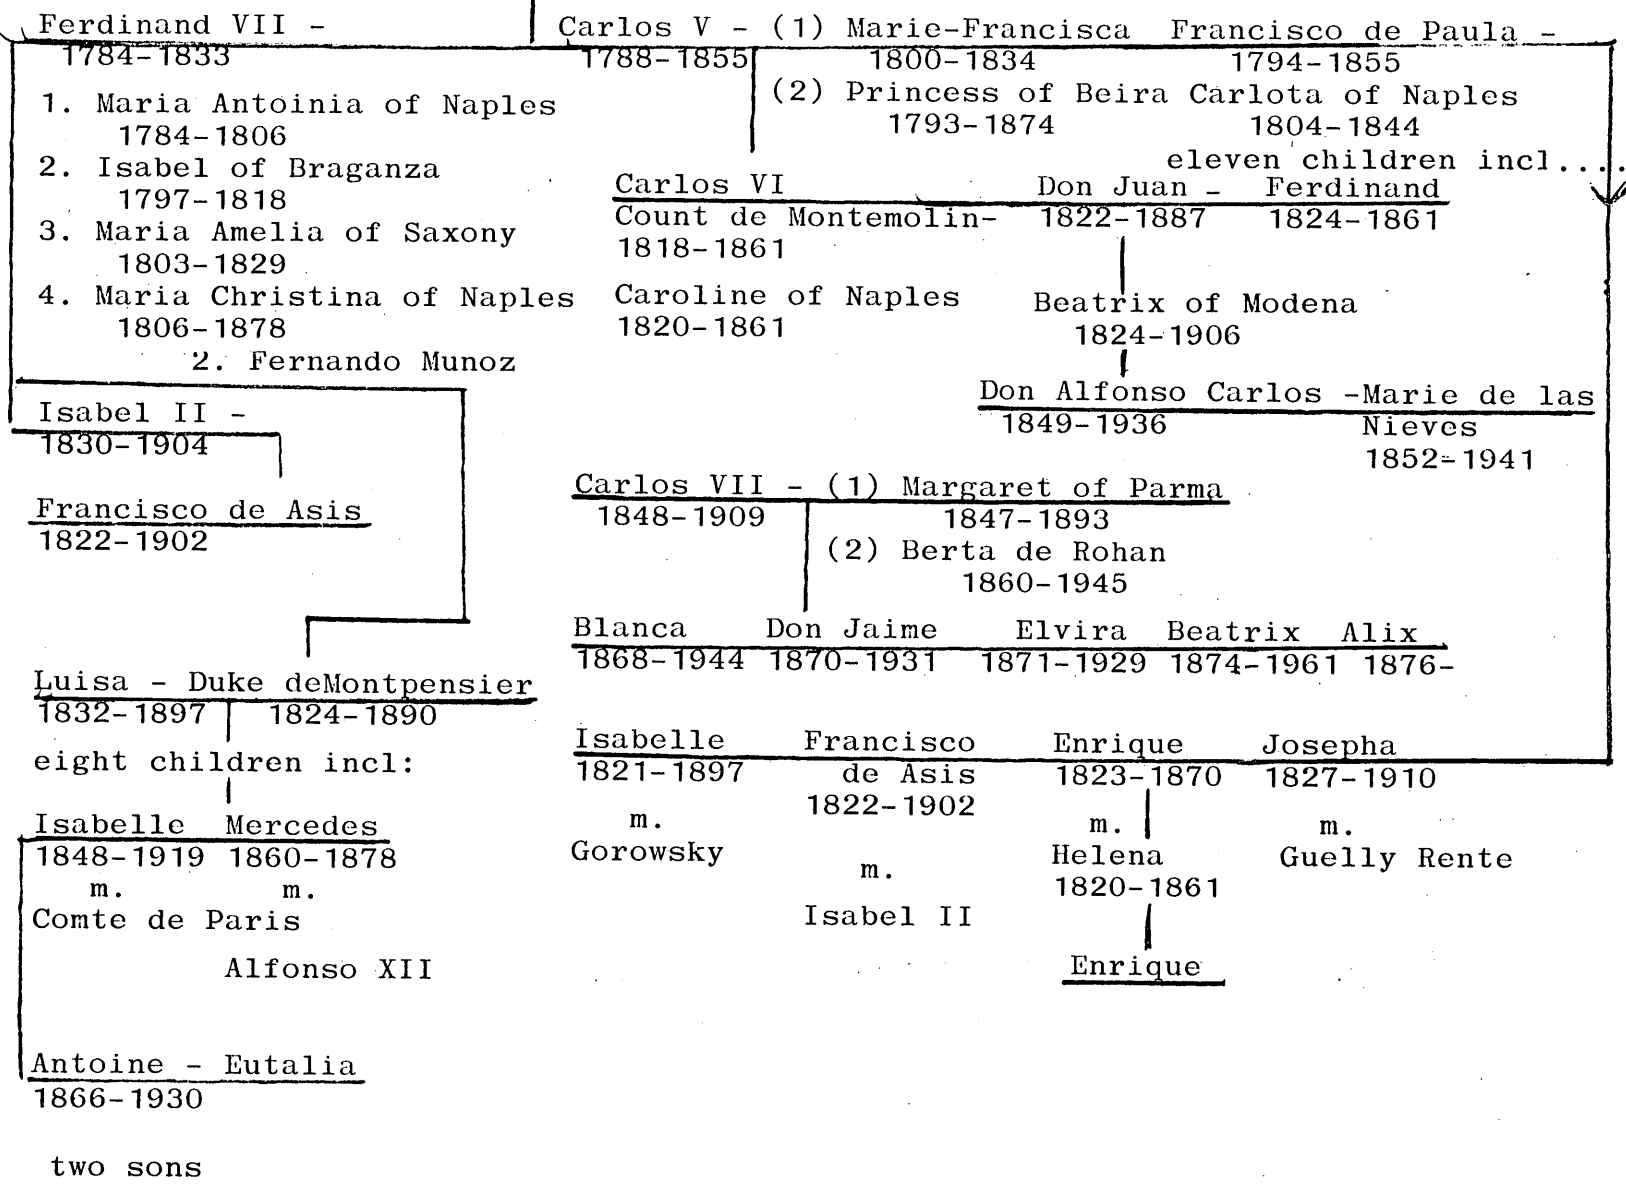 Ferdinand VII -
1784-1833
1. Maria Antoinia of Naples
1784-1806
2. Isabel of Braganza
1797-1818
3. Maria Amelia of Saxony
1803-1829
4. Maria Christina of Naples
1806-1878
2. Fernando Munoz
Isabel II -
1830-1904
Francisco de Asis
1822-1902
Luisa - Duke deMontpensier
1832-1897 1824-1890
eight children incl:
Isabelle Mercedes
1848-1919 1860-1878
m. m.
Comte de Paris
Alfonso XII
Antoine - Eutalia
1866-1930
two sons
Carlos V - (1) Marie-Francisca Francisco de Paula -
1788-1855 1800-1834 1794-1855
(2) Princess of Beira Carlota of Naples
1793-1874 1804-1844
eleven children incl....
Carlos VI Don Juan - Ferdinand
Count de Montemolin- 1822-1887 1824-1861
1818-1861
Caroline of Naples Beatrix of Modena
1820-1861 1824-1906
Don Alfonso Carlos -Marie de las
1849-1936 Nieves
1852-1941
Carlos VII - (1) Margaret of Parma
1848-1909 1847-1893
(2) Berta de Rohan
1860-1945
Blanca Don Jaime Elvira Beatrix Alix
1868-1944 1870-1931 1871-1929 1874-1961 1876-
Isabelle Francisco Enrique Josepha
1821-1897 de Asis 1823-1870 1827-1910
1822-1902
m. m. m.
Gorowsky Helena Guelly Rente
m. 1820-1861
Isabel II
Enrique